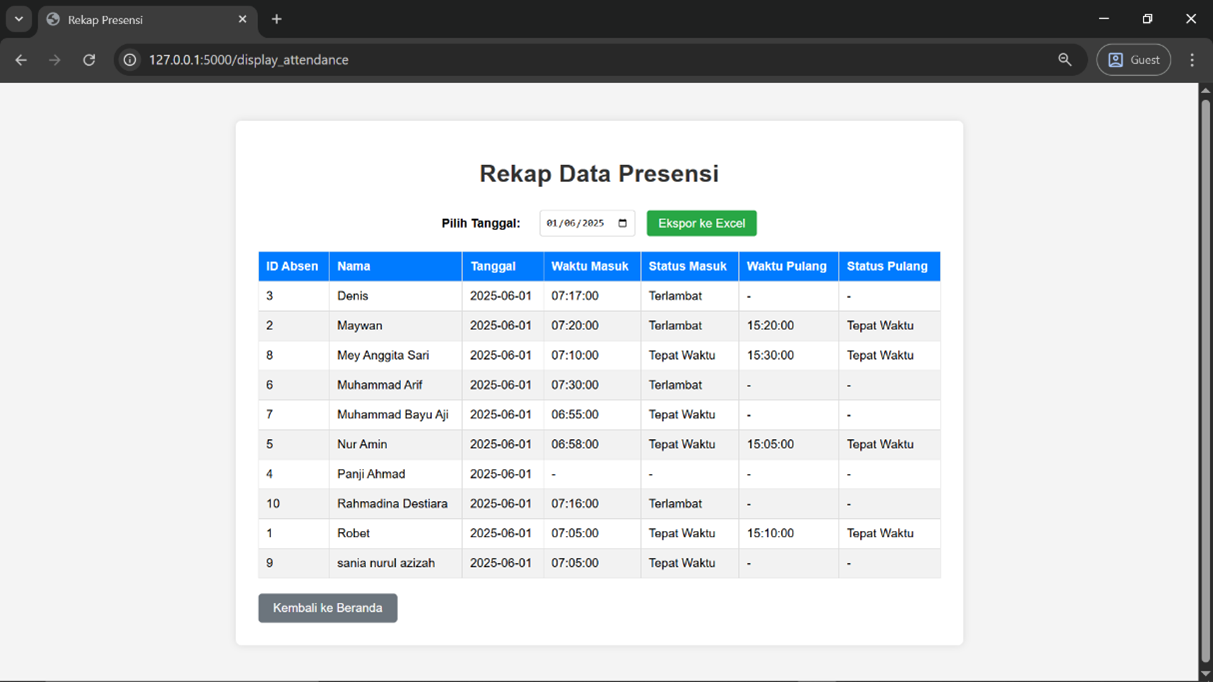 Rekap Presensi
127.0.0.1:5000/display_attendance
Guest
Rekap Data Presensi
Pilih Tanggal: 01/06/2025 Ekspor ke Excel
ID Absen Nama Tanggal Waktu Masuk Status Masuk Waktu Pulang Status Pulang
3 Denis 2025-06-01 07:17:00 Terlambat - -
2 Maywan 2025-06-01 07:20:00 Terlambat 15:20:00 Tepat Waktu
8 Mey Anggita Sari 2025-06-01 07:10:00 Tepat Waktu 15:30:00 Tepat Waktu
6 Muhammad Arif 2025-06-01 07:30:00 Terlambat - -
7 Muhammad Bayu Aji 2025-06-01 06:55:00 Tepat Waktu - -
5 Nur Amin 2025-06-01 06:58:00 Tepat Waktu 15:05:00 Tepat Waktu
4 Panji Ahmad 2025-06-01 - - - -
10 Rahmadina Destiara 2025-06-01 07:16:00 Terlambat - -
1 Robet 2025-06-01 07:05:00 Tepat Waktu 15:10:00 Tepat Waktu
9 sania nurul azizah 2025-06-01 07:05:00 Tepat Waktu - -
Kembali ke Beranda